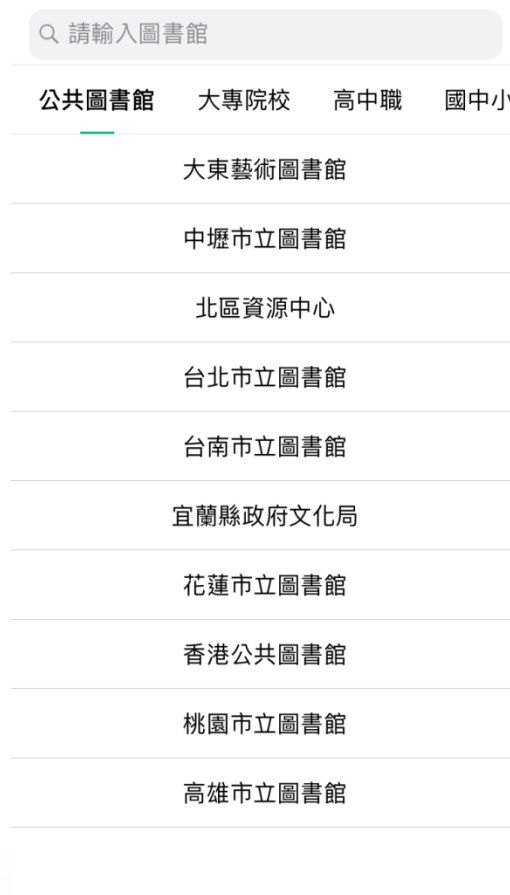 請輸入圖書館
公共圖書館 大專院校 高中職 國中小
大東藝術圖書館
中壢市立圖書館
北區資源中心
台北市立圖書館
台南市立圖書館
宜蘭縣政府文化局
花蓮市立圖書館
香港公共圖書館
桃園市立圖書館
高雄市立圖書館